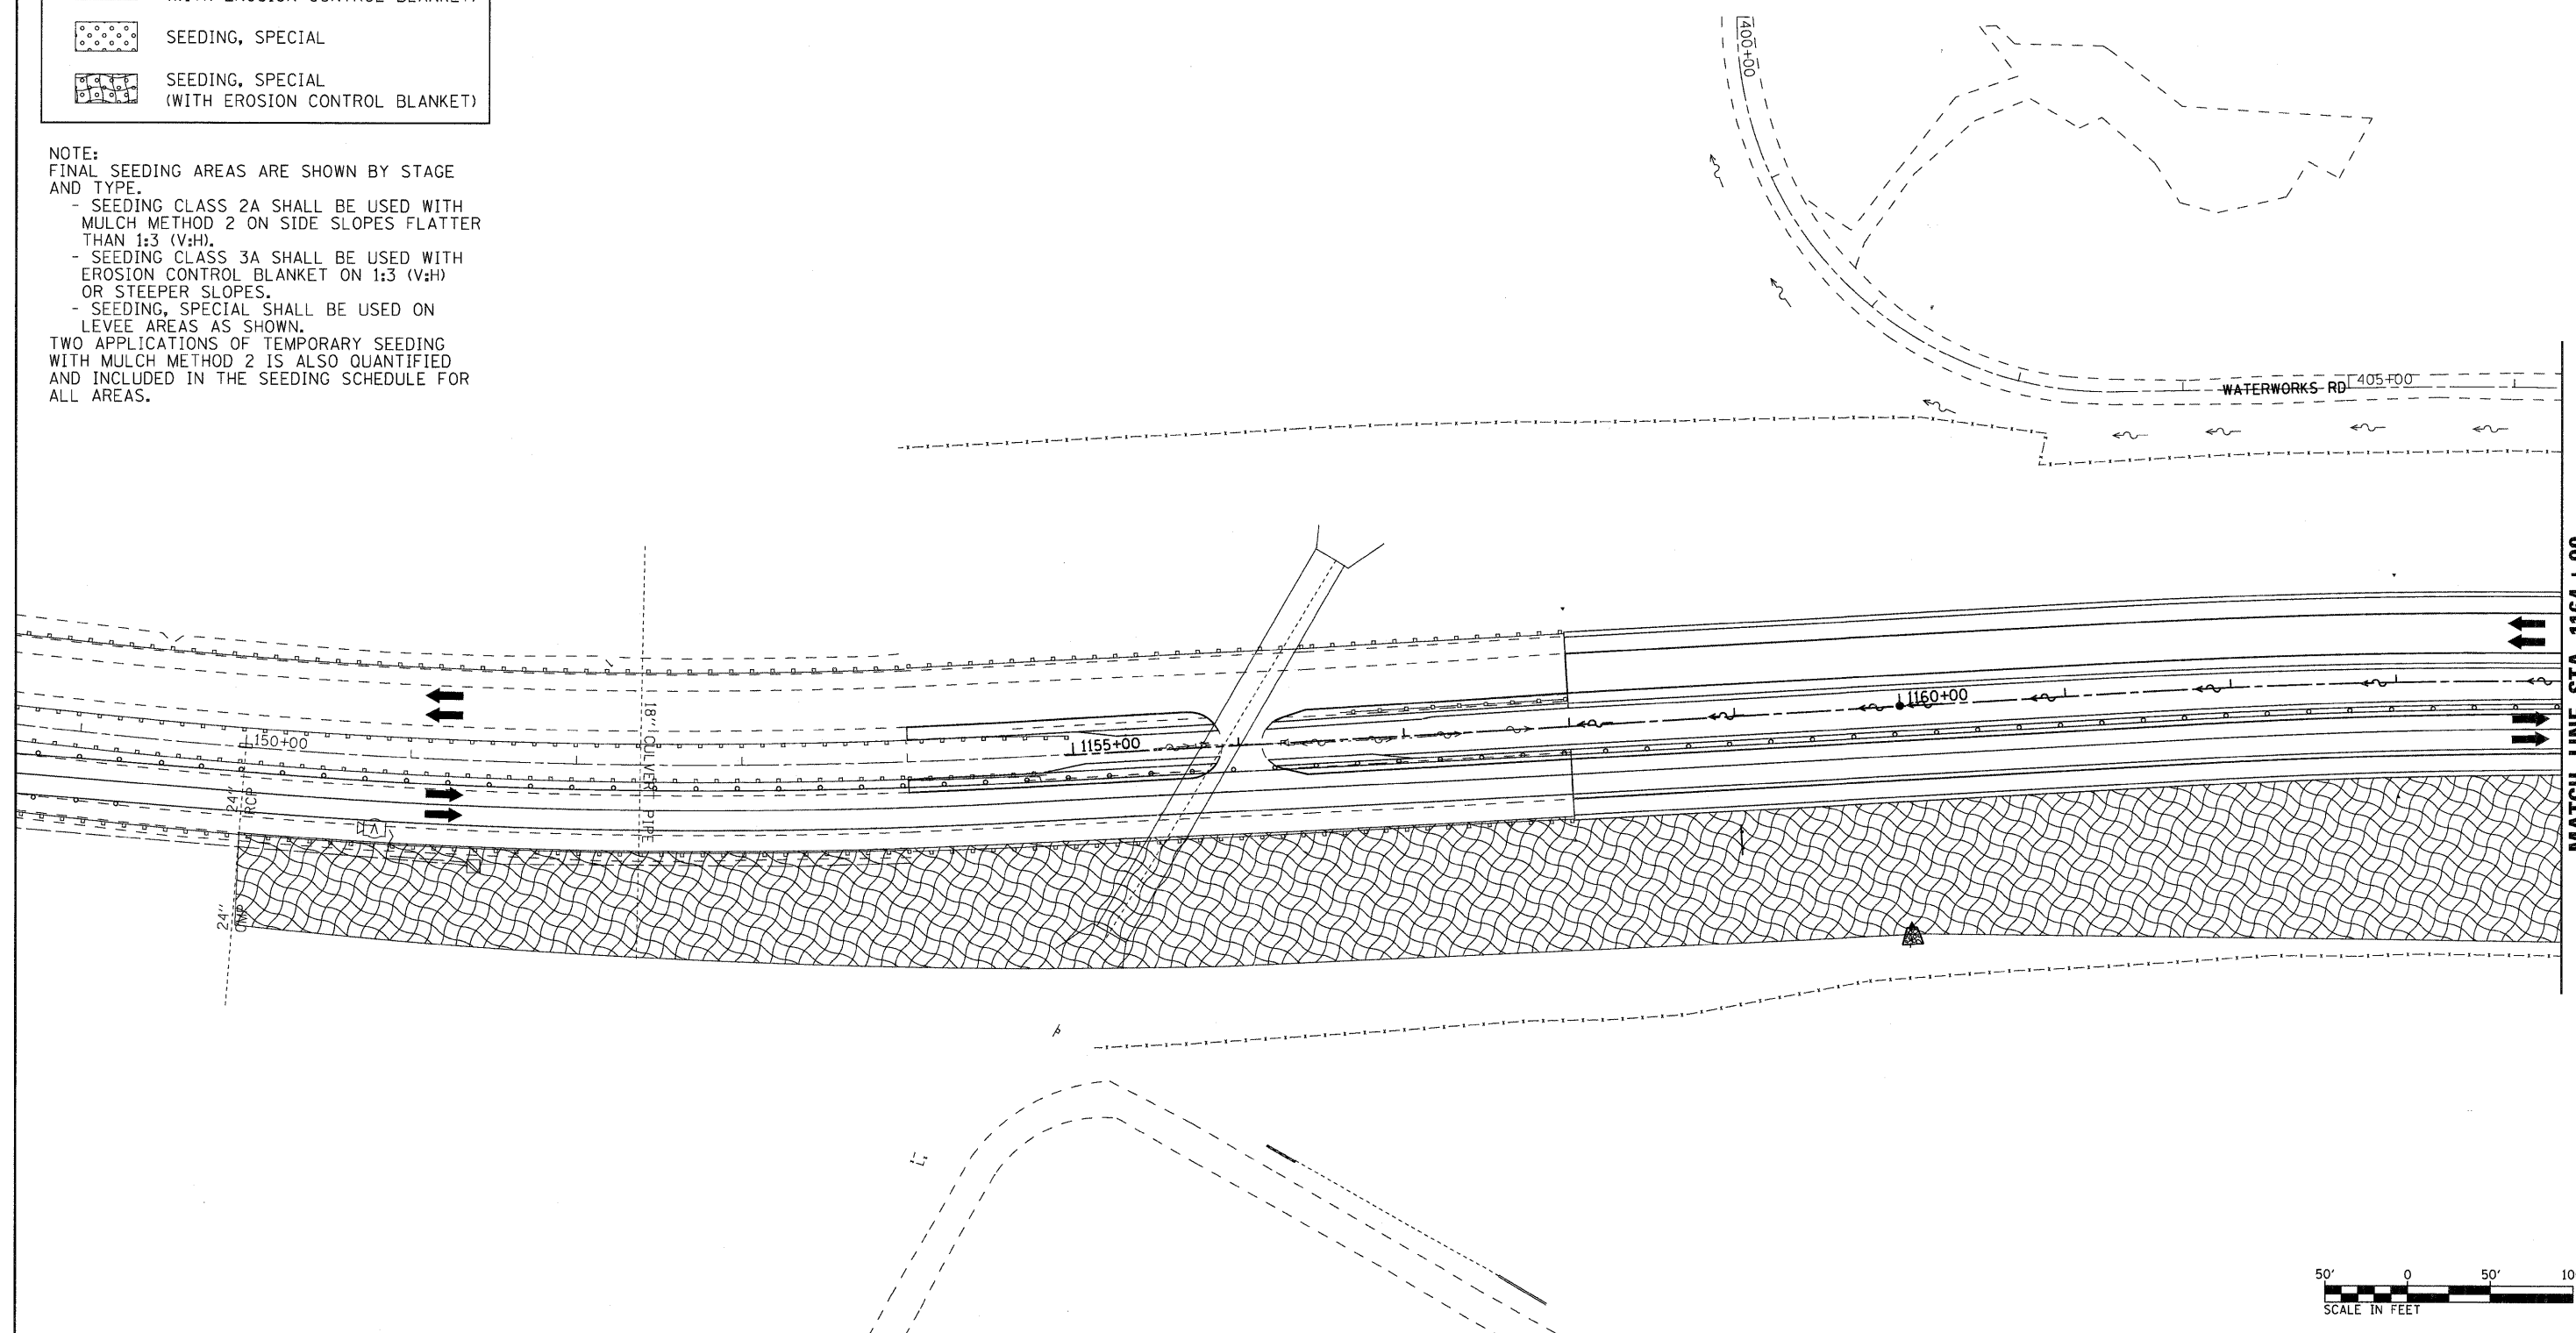 SEEDING, SPECIAL
SEEDING, SPECIAL
(WITH EROSION CONTROL BLANKET)
NOTE:
FINAL SEEDING AREAS ARE SHOWN BY STAGE
AND TYPE.
- SEEDING CLASS 2A SHALL BE USED WITH
MULCH METHOD 2 ON SIDE SLOPES FLATTER
THAN 1:3 (V:H).
- SEEDING CLASS 3A SHALL BE USED WITH
EROSION CONTROL BLANKET ON 1:3 (V:H)
OR STEEPER SLOPES.
- SEEDING, SPECIAL SHALL BE USED ON
LEVEE AREAS AS SHOWN.
TWO APPLICATIONS OF TEMPORARY SEEDING
WITH MULCH METHOD 2 IS ALSO QUANTIFIED
AND INCLUDED IN THE SEEDING SCHEDULE FOR
ALL AREAS.
400+00
WATERWORKS RD
405+00
1150+00
1155+00
1160+00
18" CULVERT PIPE
24" RCP
24" CMP
50' 0 50'
SCALE IN FEET